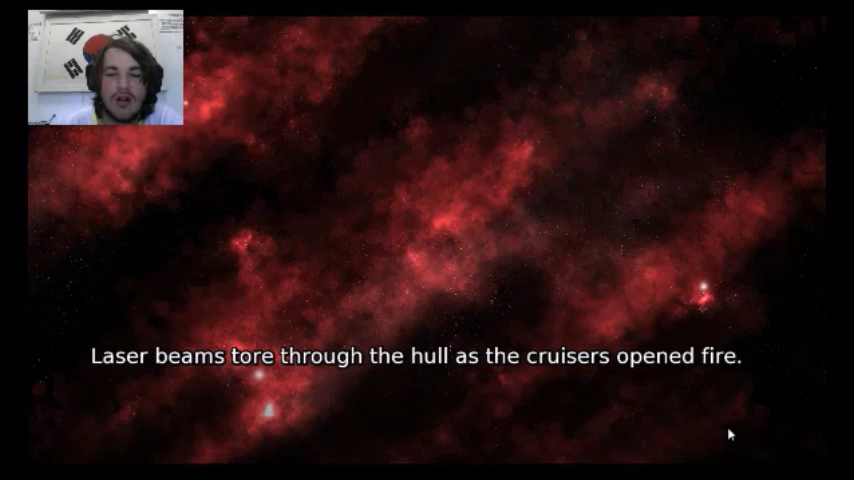 Laser beams tore through the hull as the cruisers opened fire.